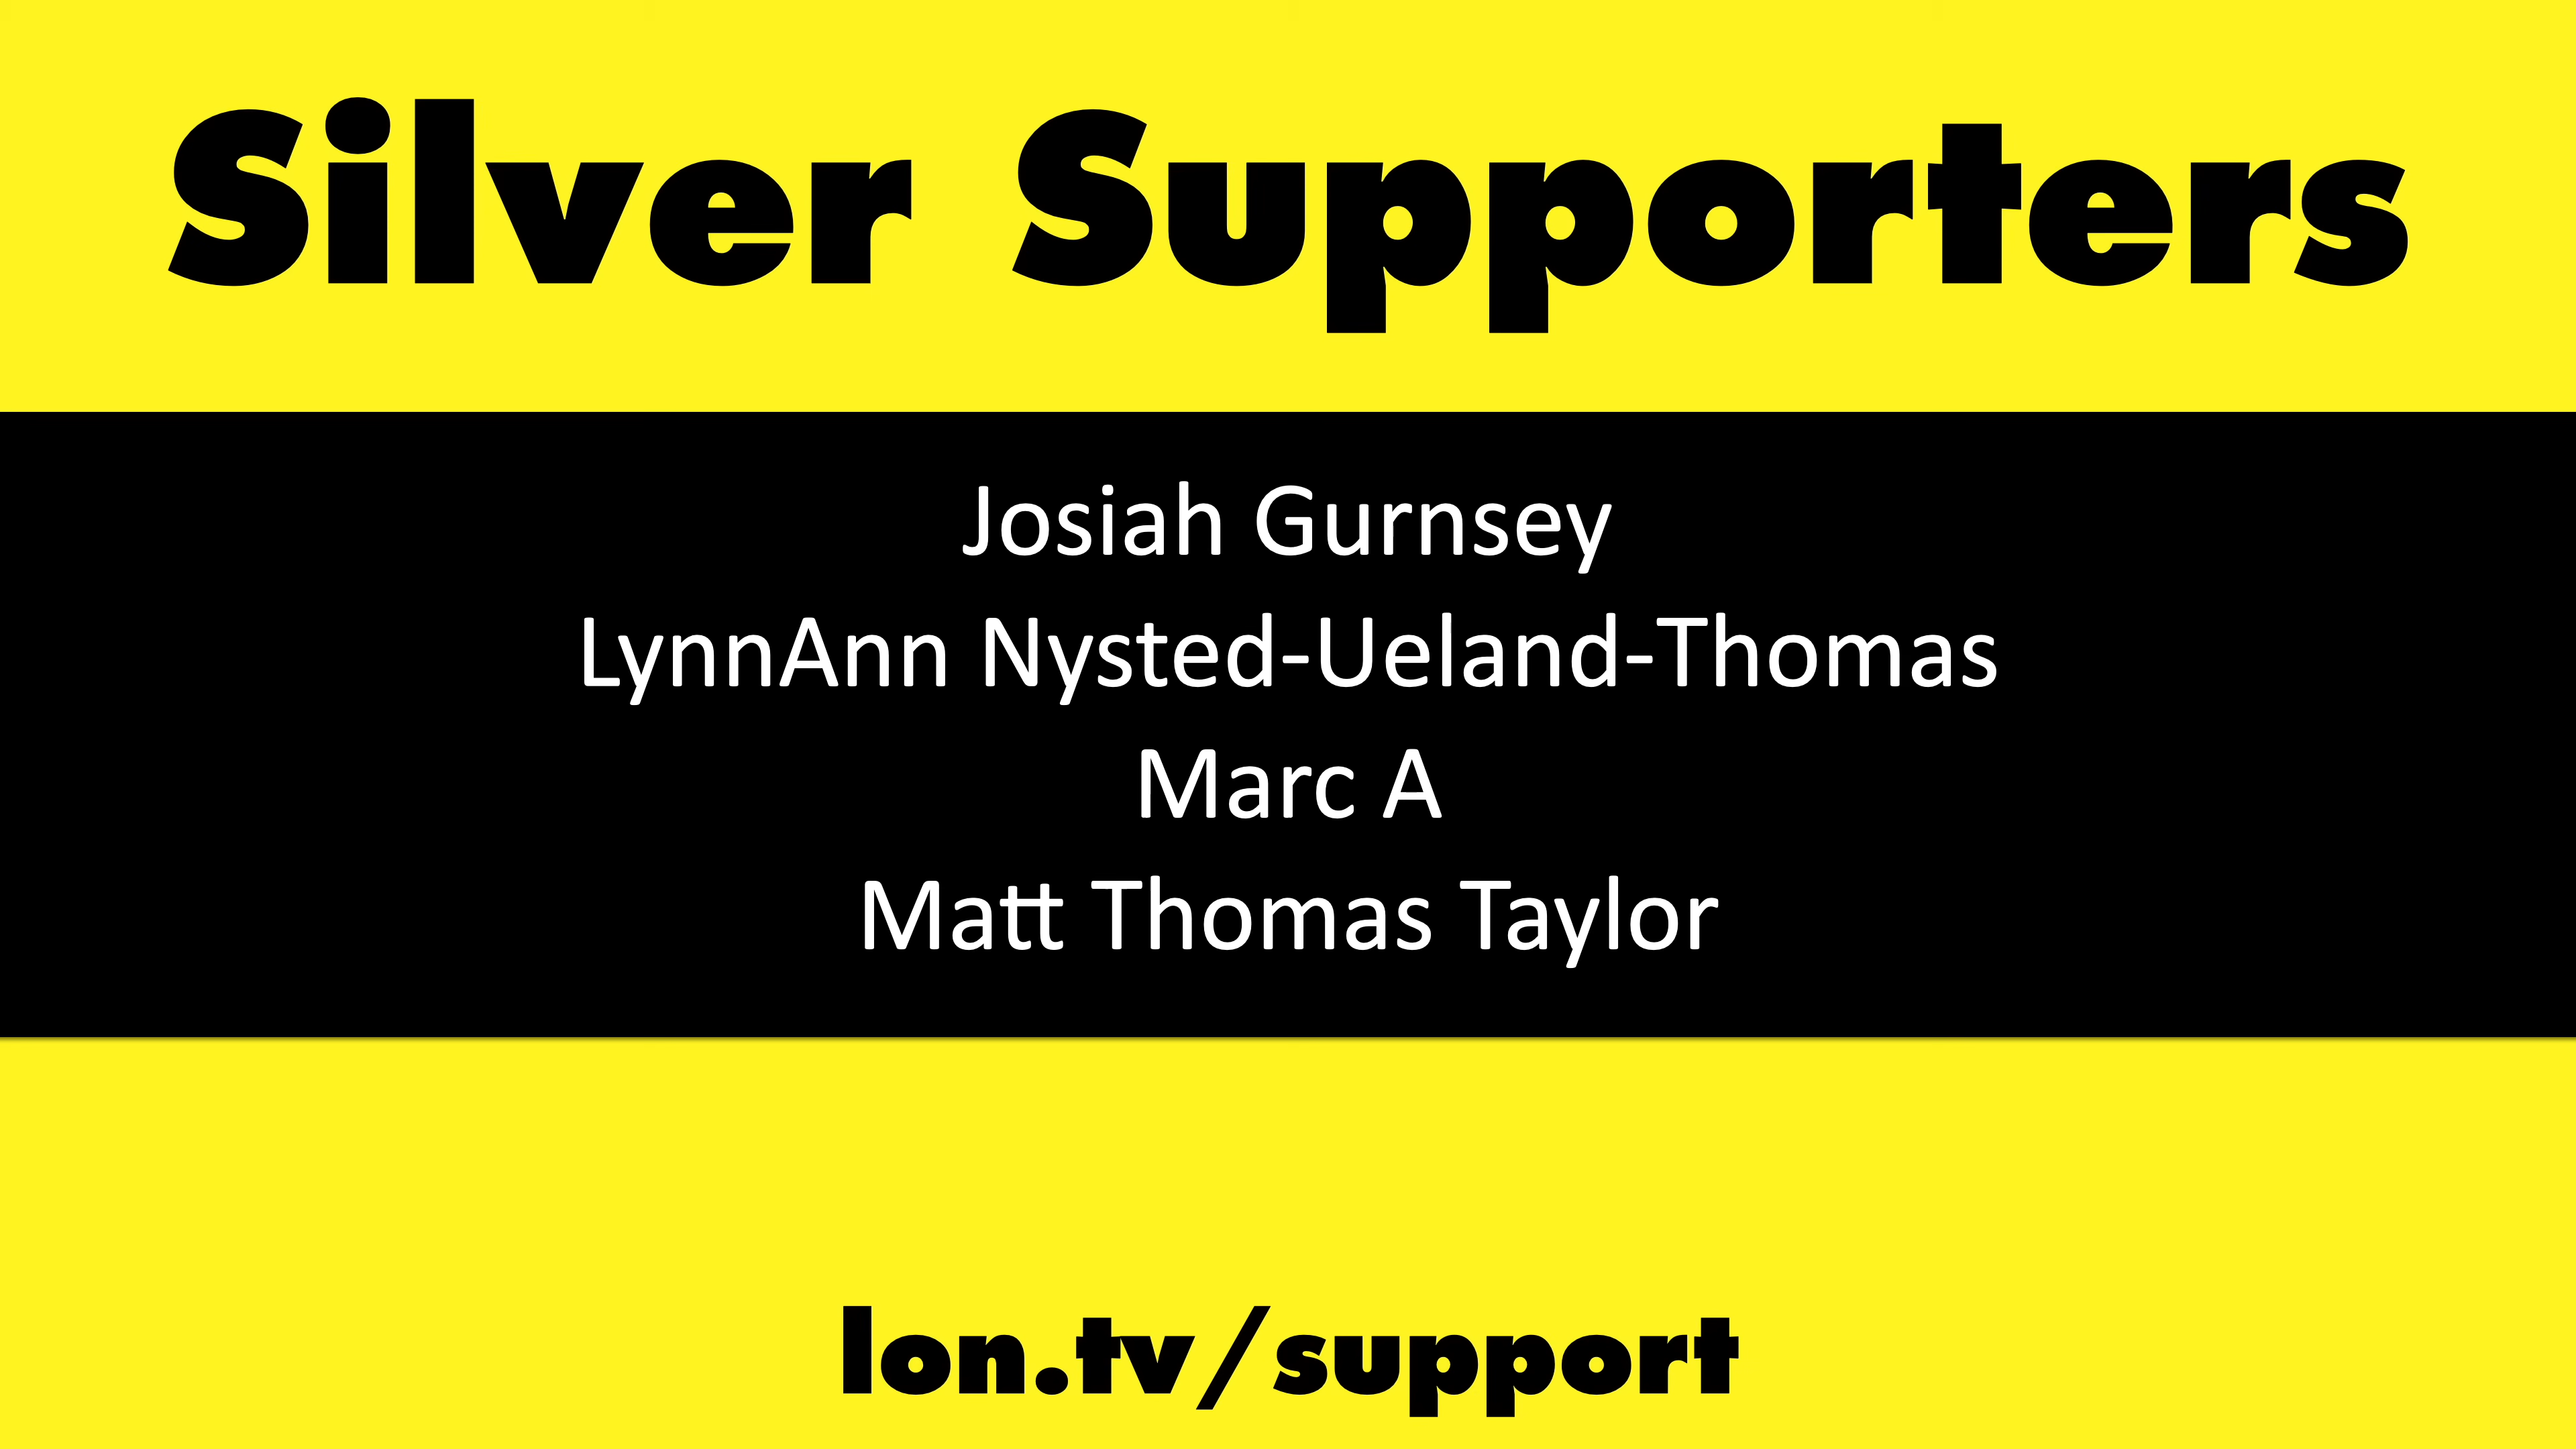 Silver Supporters
Josiah Gurnsey
LynnAnn Nysted-Ueland-Thomas
Marc A
Matt Thomas Taylor
lon.tv/support